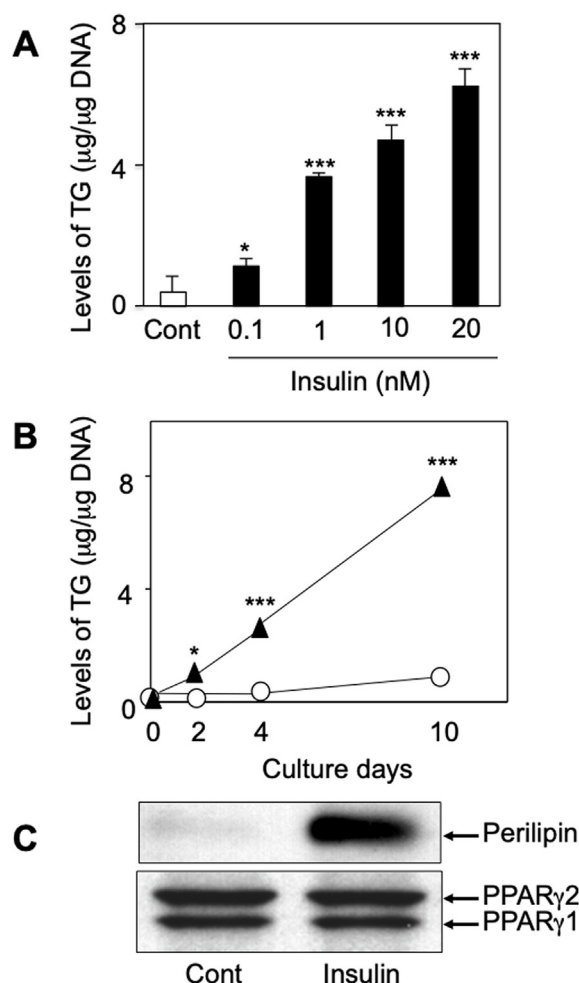 A
Levels of TG (μg/μg DNA)
8
4
0
*
***
***
***
Cont 0.1 1 10 20
Insulin (nM)
B
Levels of TG (μg/μg DNA)
8
4
0
*
***
***
0 2 4 10
Culture days
C
Perilipin
PPARγ2
PPARγ1
Cont Insulin